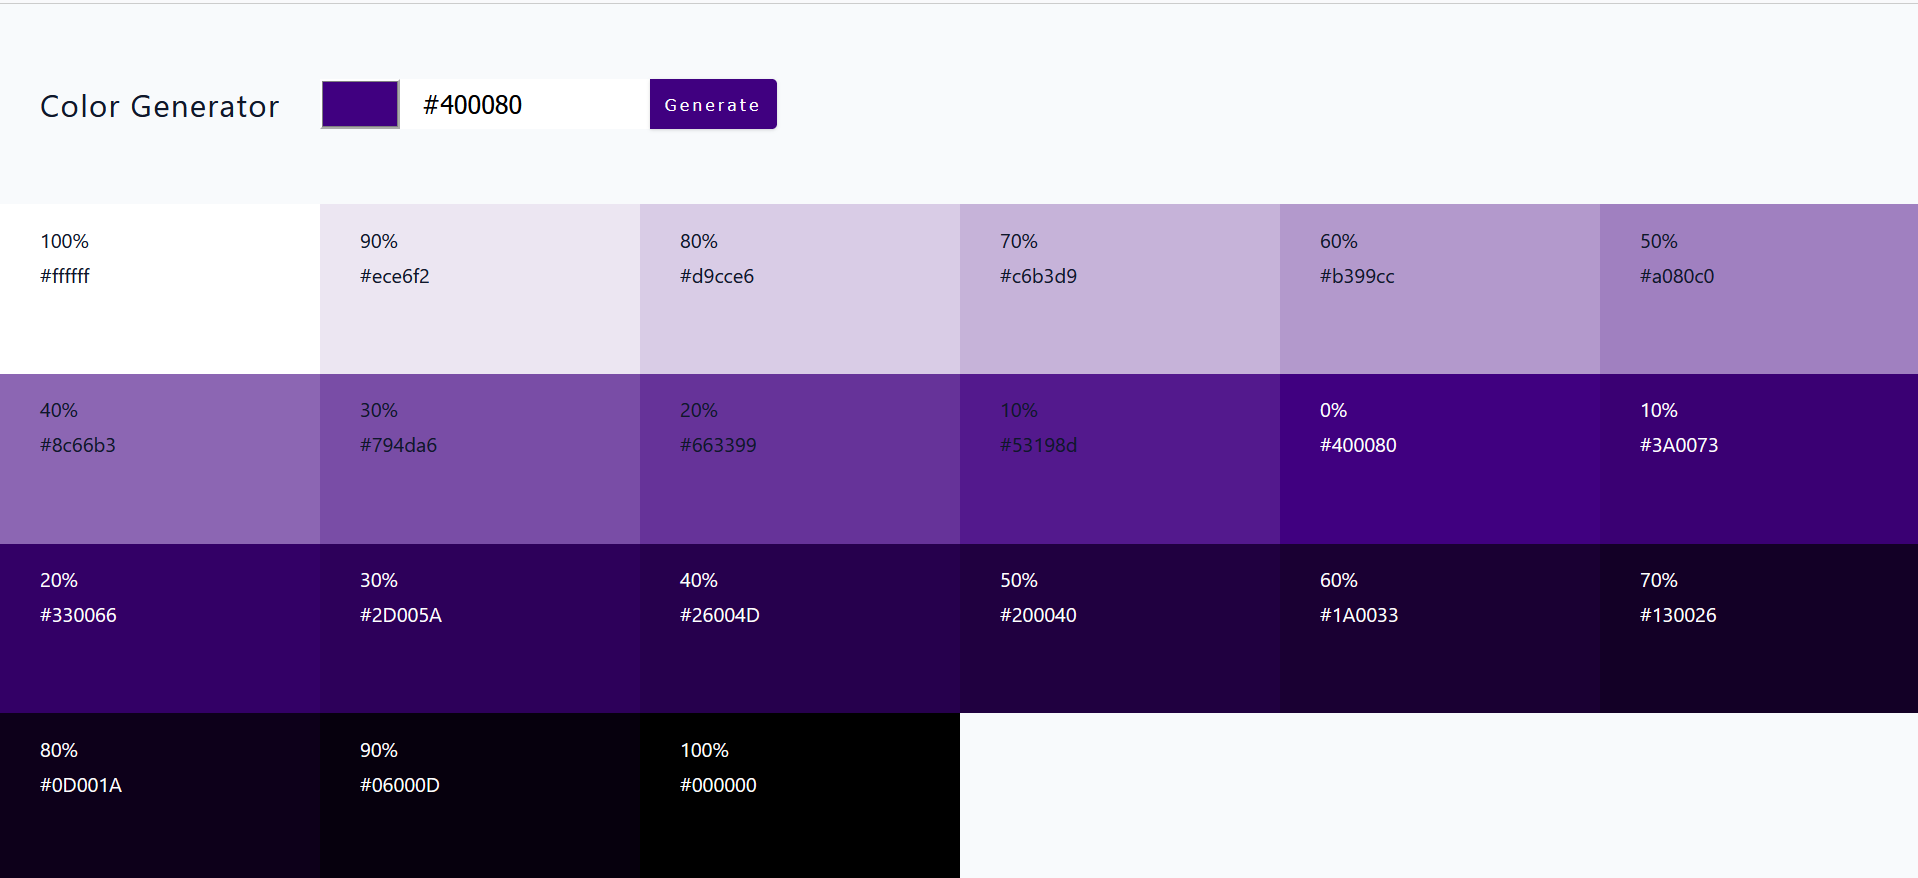 Color Generator
#400080
Generate
100%
#ffffff
90%
#ece6f2
80%
#d9cce6
70%
#c6b3d9
60%
#b399cc
50%
#a080c0
40%
#8c66b3
30%
#794da6
20%
#663399
10%
#53198d
0%
#400080
10%
#3A0073
20%
#330066
30%
#2D005A
40%
#26004D
50%
#200040
60%
#1A0033
70%
#130026
80%
#0D001A
90%
#06000D
100%
#000000